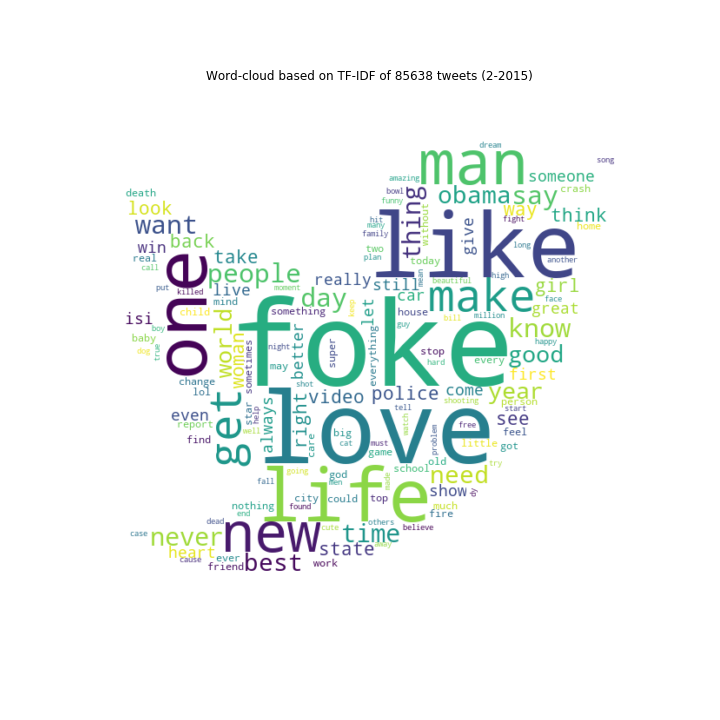 Word-cloud based on TF-IDF of 85638 tweets (2-2015)
dream
man
song
amazing
someone
death
bowl
obama
say
crash
look
funny
thing
way
think
home
want
hit
many
without
give
fight
win
back
family
like
long
another
real
take
two
today
call
people
plan
mean
beautiful
high
one
put
live
really
still
make
girl
killed
mind
moment
day
car
face
isi
child
world
something
foke
let
house
bill
million
great
keep
boy
baby
woman
sometimes
night
better
super
everything
guy
stop
know
happy
dog
true
may
hard
every
good
change
shot
first
lol
get
star
always
right
video
police
come
year
love
tell
shooting
person
even
help
care
match
start
see
report
well
big
must
problem
free
feel
find
cat
game
little
got
going
god
school
old
try
life
men
made
need
fall
city
could
top
show
dy
nothing
found
much
end
others
fire
dead
new
cute
time
believe
case
never
heart
state
away
cause
ever
best
work
friend